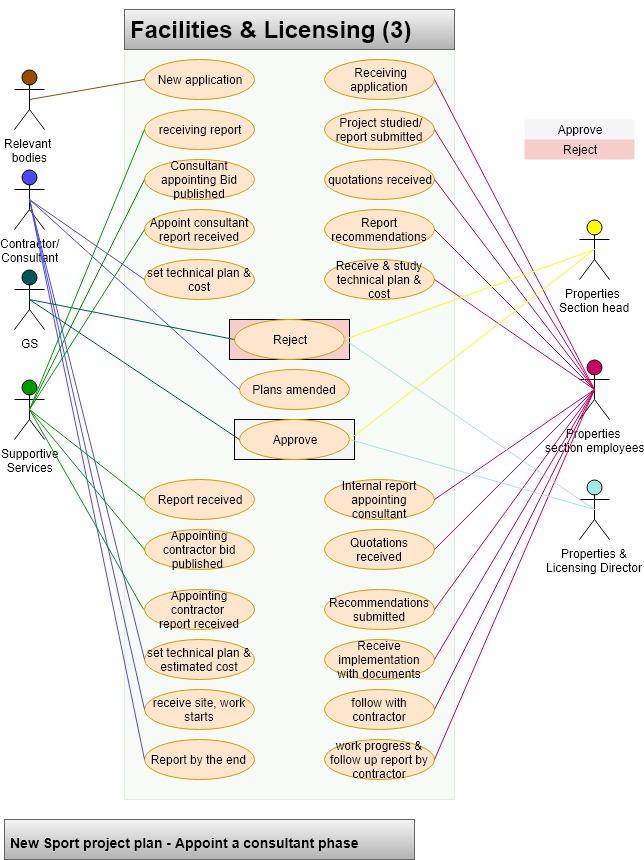 Facilities & Licensing (3)
New application
Receiving
application
Relevant
bodies
receiving report
Project studied/
report submitted
Approve
Reject
Consultant
appointing Bid
published
quotations received
Contractor/
Consultant
Appoint consultant
report received
Report
recommendations
set technical plan &
cost
Receive & study
technical plan &
cost
Properties
Section head
GS
Reject
Plans amended
Approve
Supportive
Services
Properties
section employees
Report received
Internal report
appointing
consultant
Appointing
contractor bid
published
Quotations
received
Properties &
Licensing Director
Appointing
contractor
report received
Recommendations
submitted
set technical plan &
estimated cost
Receive
implementation
with documents
receive site, work
starts
follow with
contractor
Report by the end
work progress &
follow up report by
contractor
New Sport project plan - Appoint a consultant phase